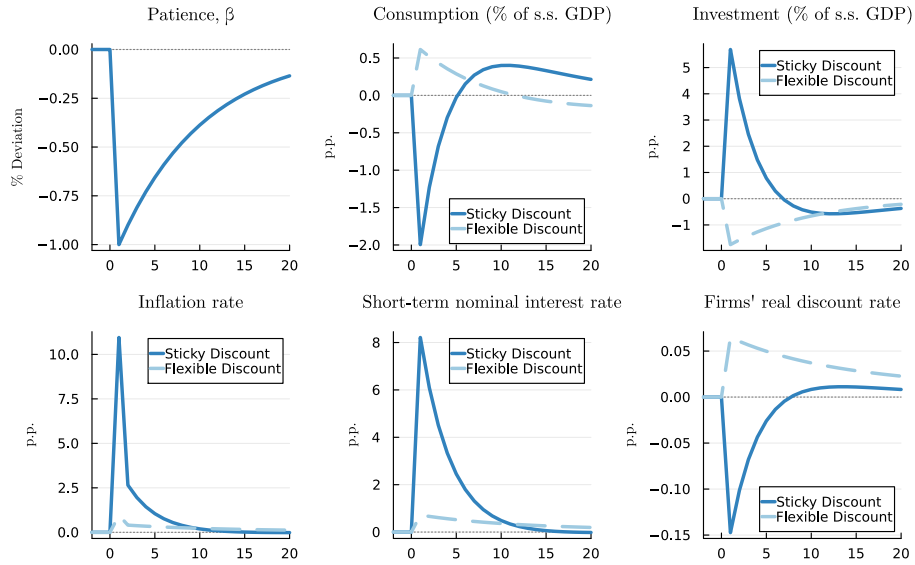 Patience, β
% Deviation
0.00
−0.25
−0.50
−0.75
−1.00
0 5 10 15 20
Consumption (% of s.s. GDP)
p.p.
0.5
0.0
−0.5
−1.0
−1.5
−2.0
Sticky Discount
Flexible Discount
0 5 10 15 20
Investment (% of s.s. GDP)
p.p.
5
4
3
2
1
0
−1
Sticky Discount
Flexible Discount
0 5 10 15 20
Inflation rate
p.p.
10.0
7.5
5.0
2.5
0.0
Sticky Discount
Flexible Discount
0 5 10 15 20
Short-term nominal interest rate
p.p.
8
6
4
2
0
Sticky Discount
Flexible Discount
0 5 10 15 20
Firms' real discount rate
p.p.
0.05
0.00
−0.05
−0.10
−0.15
Sticky Discount
Flexible Discount
0 5 10 15 20